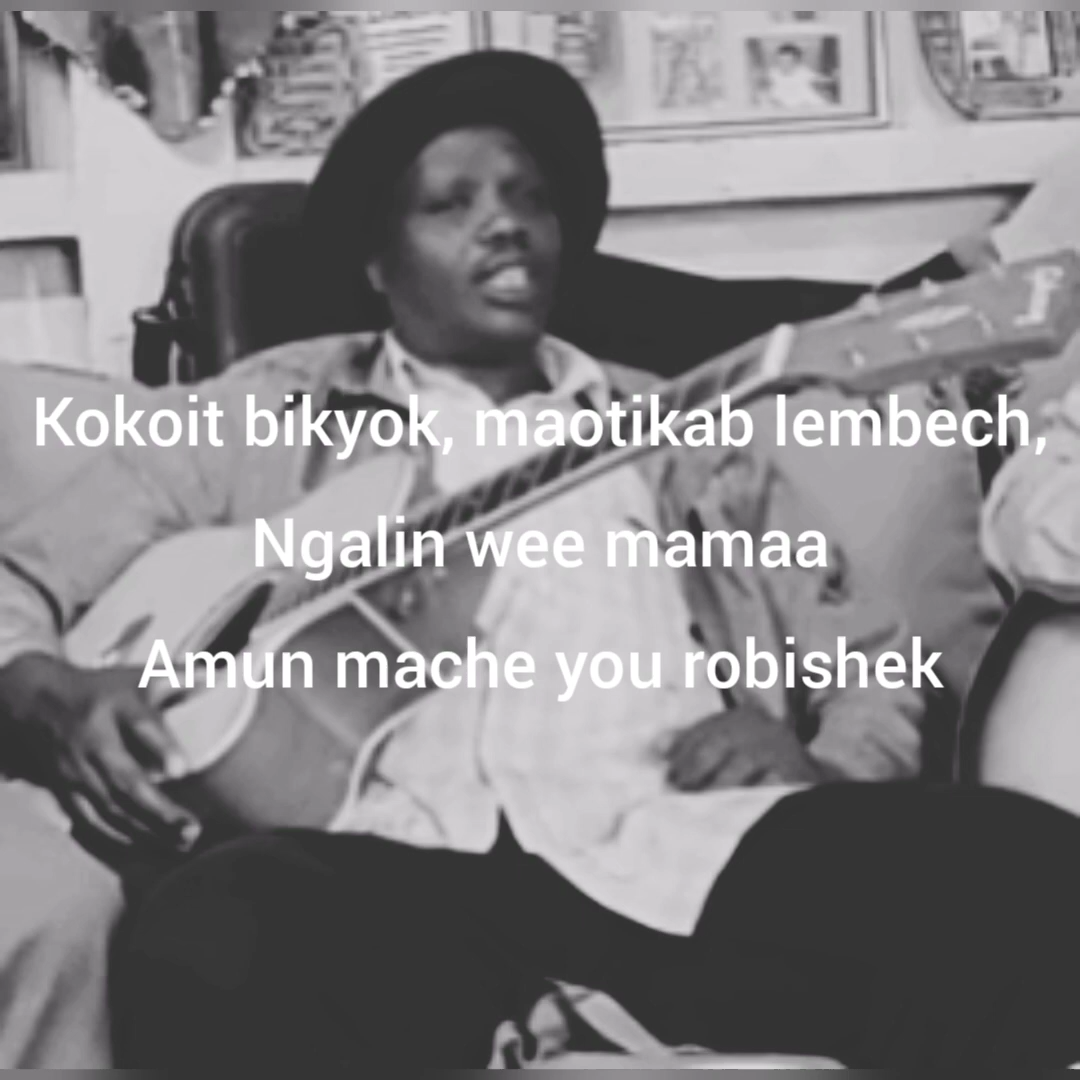 Kokoit bikyok, maotikab lembech,
Ngalin wee mamaa
Amun mache you robishek